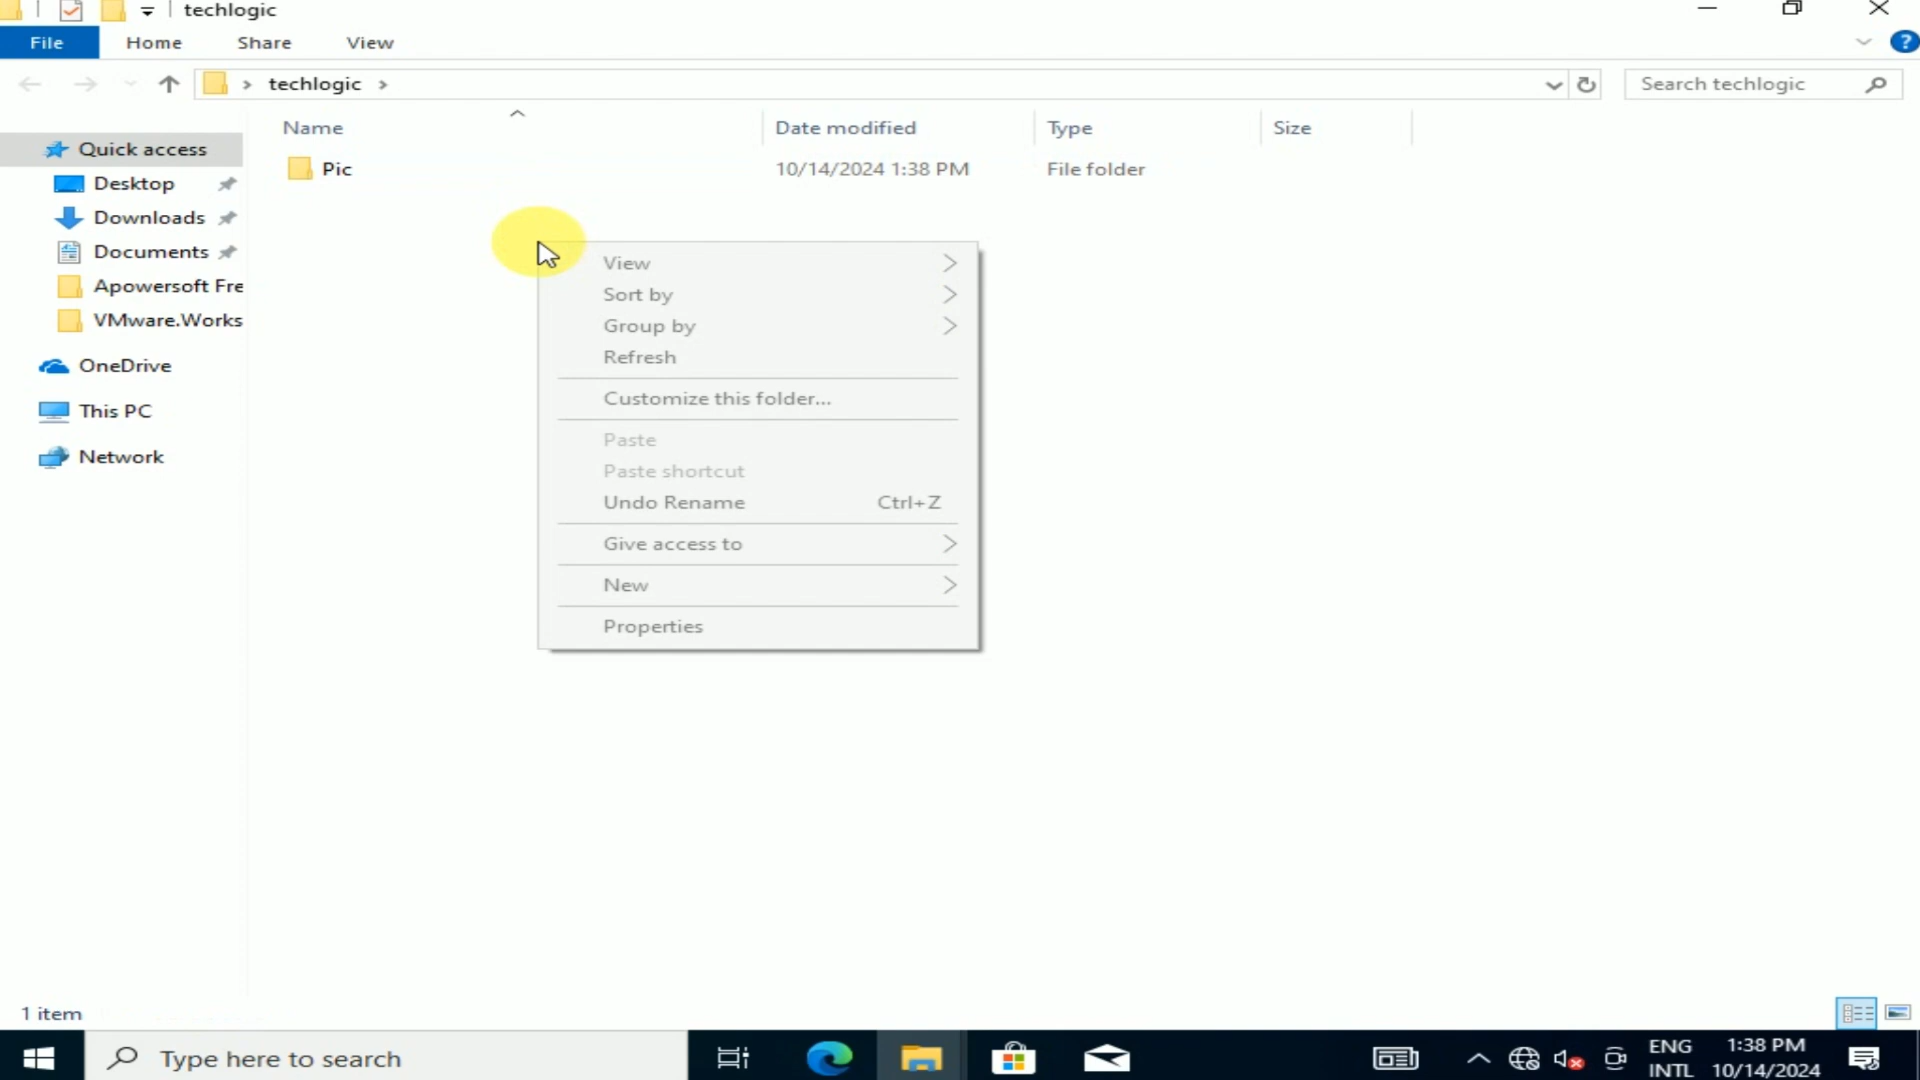 techlogic
File Home Share View
techlogic Search techlogic
Name Date modified Type Size
Quick access
Pic 10/14/2024 1:38 PM File folder
Desktop
Downloads
Documents
Apowersoft Fre
VMware.Works
OneDrive
This PC
Network
View
Sort by
Group by
Refresh
Customize this folder...
Paste
Paste shortcut
Undo Rename Ctrl+Z
Give access to
New
Properties
1 item
Type here to search
ENG
INTL
1:38 PM
10/14/2024